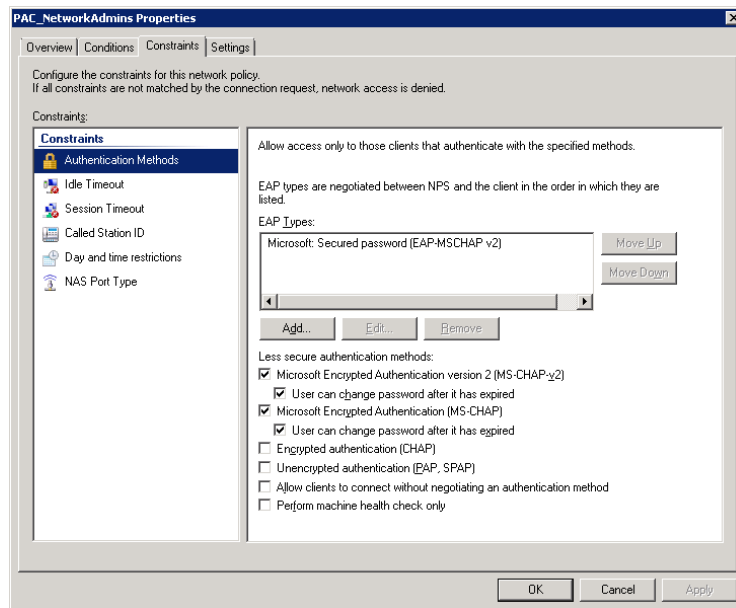 PAC_NetworkAdmins Properties
Overview
Conditions
Constraints
Settings
Configure the constraints for this network policy.
If all constraints are not matched by the connection request, network access is denied.
Constraints:
Constraints
Authentication Methods
Idle Timeout
Session Timeout
Called Station ID
Day and time restrictions
NAS Port Type
Allow access only to those clients that authenticate with the specified methods.
EAP types are negotiated between NPS and the client in the order in which they are
listed.
EAP Types:
Microsoft: Secured password (EAP-MSCHAP v2)
Move Up
Move Down
Add...
Edit...
Remove
Less secure authentication methods:
Microsoft Encrypted Authentication version 2 (MS-CHAP-v2)
User can change password after it has expired
Microsoft Encrypted Authentication (MS-CHAP)
User can change password after it has expired
Encrypted authentication (CHAP)
Unencrypted authentication (PAP, SPAP)
Allow clients to connect without negotiating an authentication method
Perform machine health check only
OK
Cancel
Apply